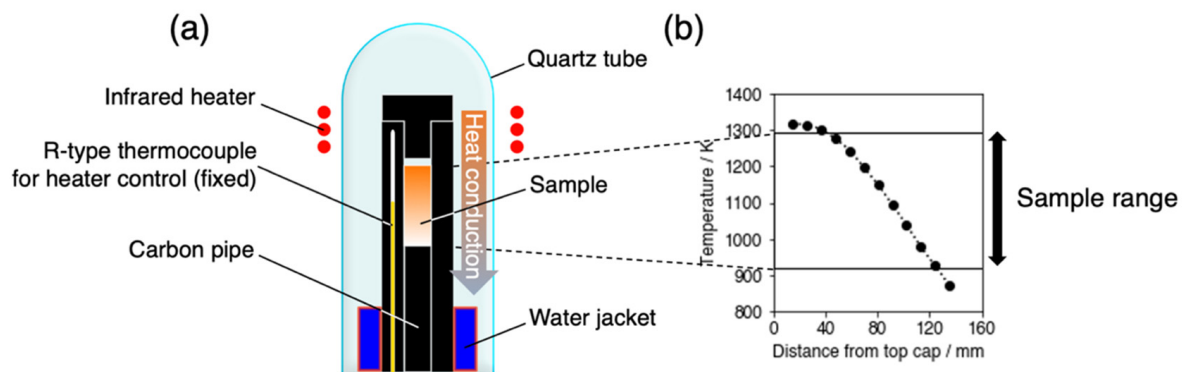 (a)
Quartz tube
Infrared heater
R-type thermocouple
for heater control (fixed)
Heat conduction
Sample
Carbon pipe
Water jacket
(b)
1400
1300
1200
1100
1000
900
800
Temperature / K
0
40
80
120
160
Distance from top cap / mm
Sample range